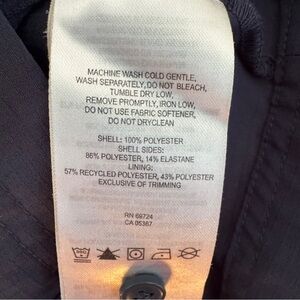 MACHINE WASH COLD GENTLE,
WASH SEPARATELY, DO NOT BLEACH,
TUMBLE DRY LOW,
REMOVE PROMPTLY, IRON LOW,
DO NOT USE FABRIC SOFTENER,
DO NOT DRYCLEAN
SHELL: 100% POLYESTER
SHELL SIDES:
86% POLYESTER, 14% ELASTANE
LINING:
57% RECYCLED POLYESTER, 43% POLYESTER
EXCLUSIVE OF TRIMMING
RN 69724
CA 05367